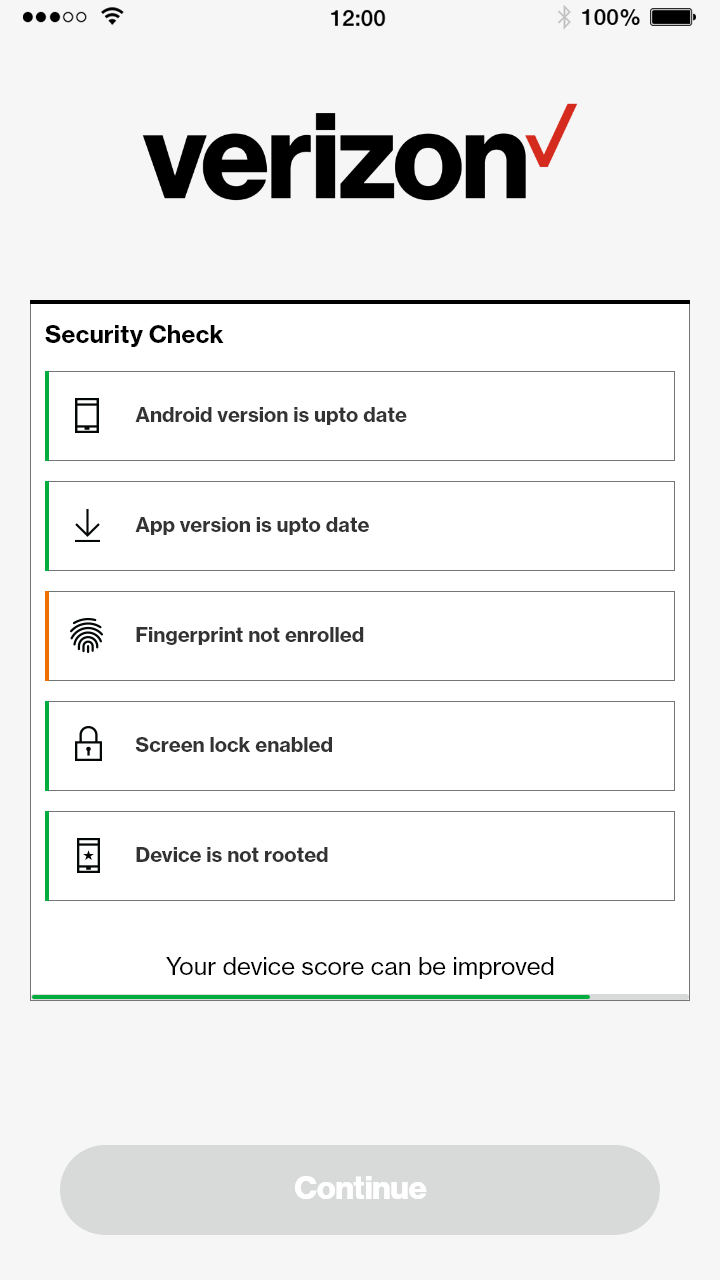 12:00 100%
verizon
Security Check
Android version is upto date
App version is upto date
Fingerprint not enrolled
Screen lock enabled
Device is not rooted
Your device score can be improved
Continue